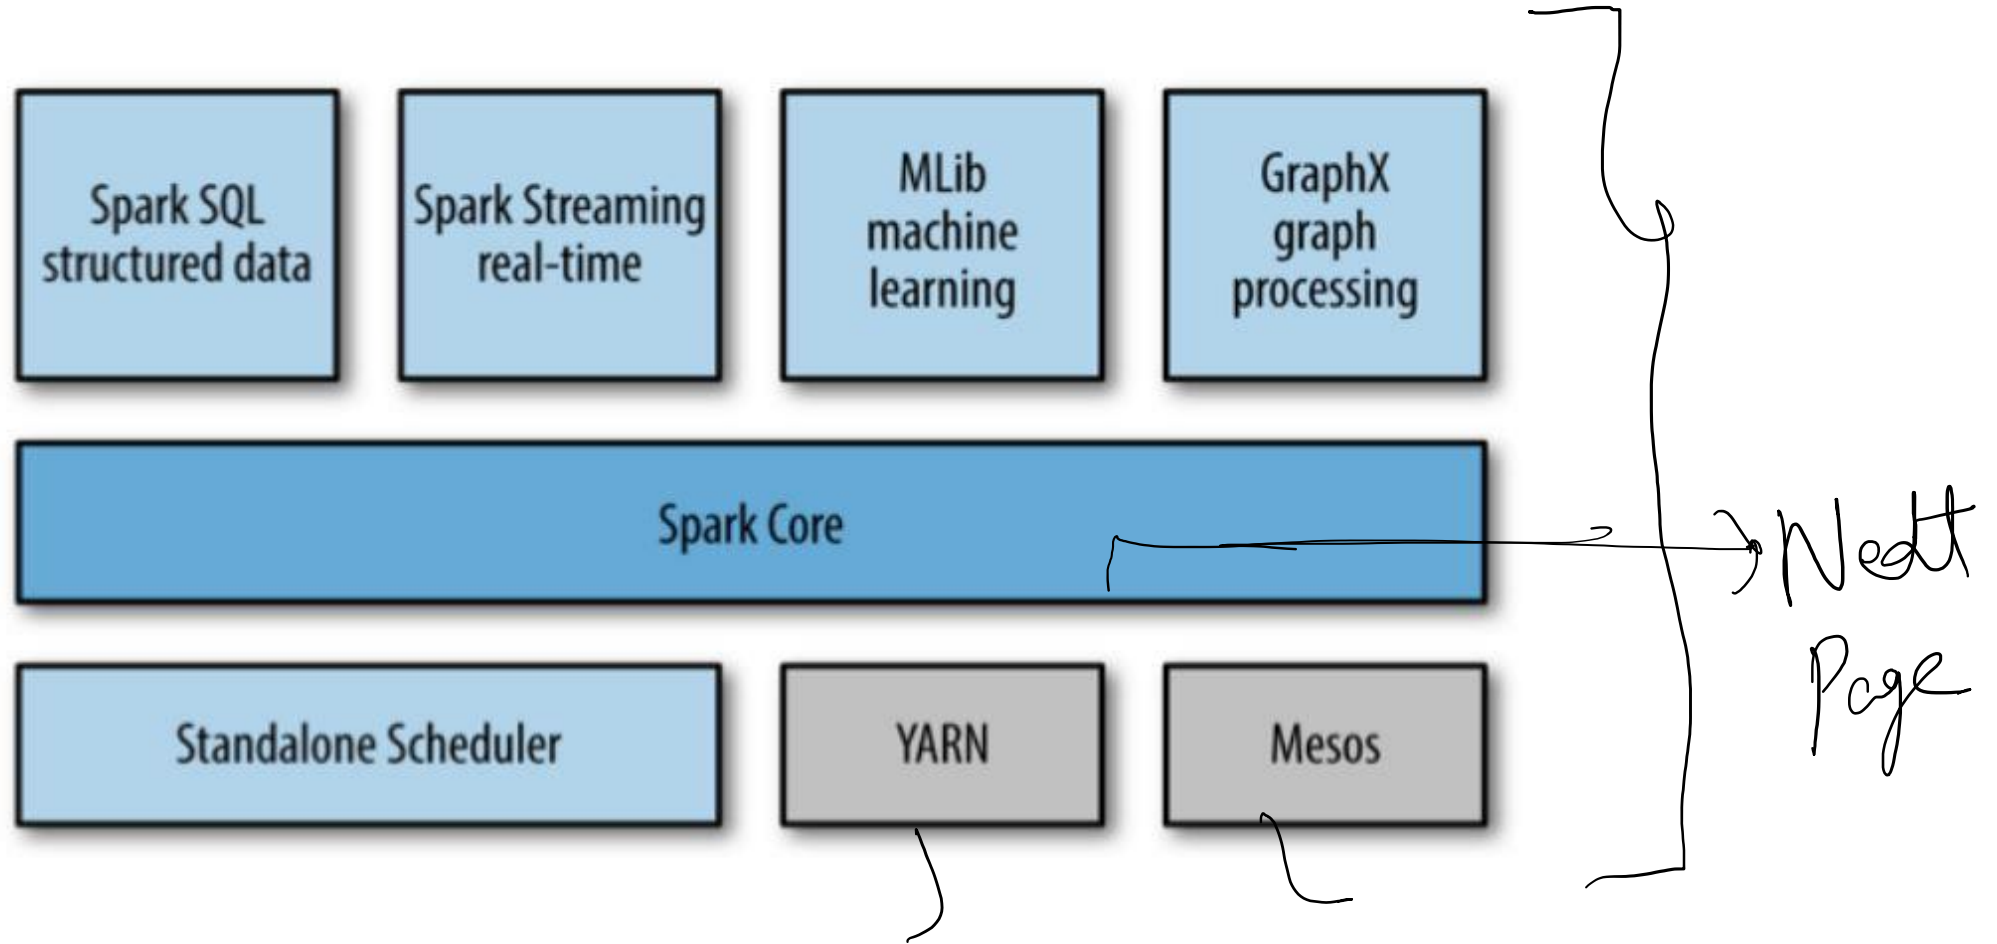 Spark SQL
structured data
Spark Streaming
real-time
MLib
machine
learning
GraphX
graph
processing
Spark Core
Standalone Scheduler
YARN
Mesos
Next
Page